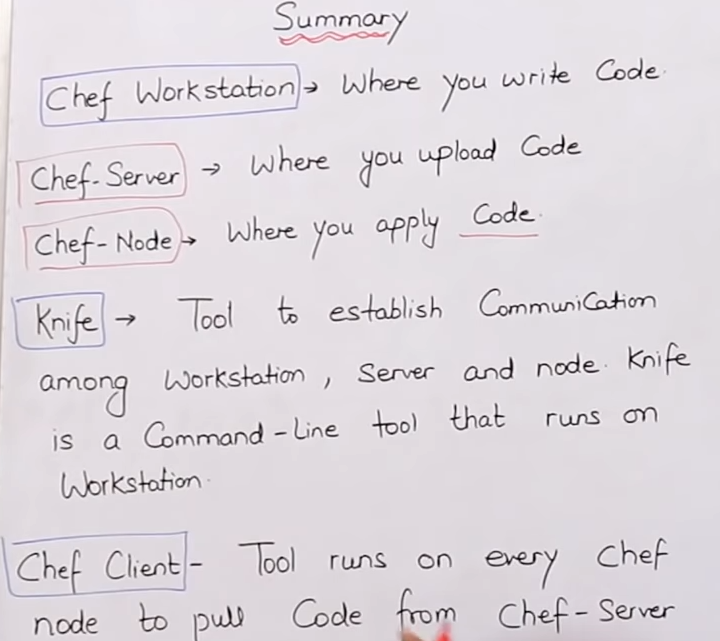 Summary
Chef Workstation → Where you write Code.
Chef-Server → Where you upload Code
Chef-Node → Where you apply Code.
Knife → Tool to establish Communication
among Workstation, Server and node. Knife
is a Command-Line tool that runs on
Workstation.
Chef Client - Tool runs on every Chef
node to pull Code from Chef-Server